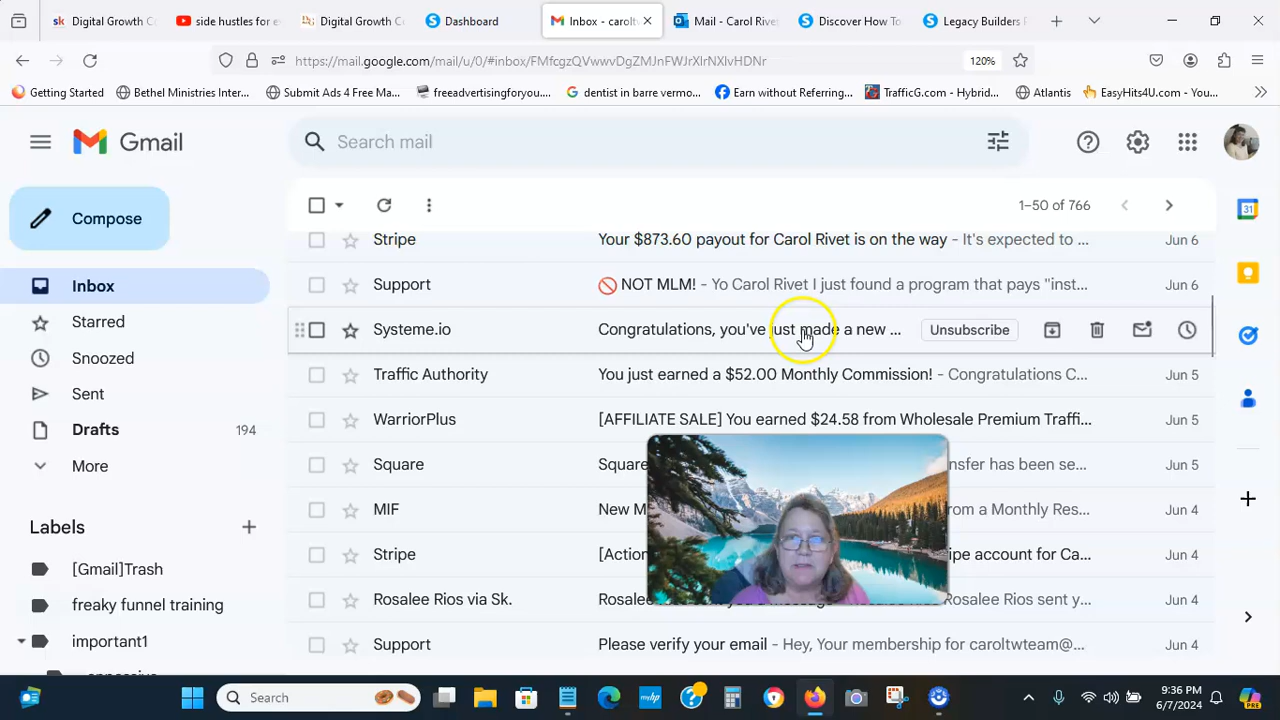 sk Digital Growth C
side hustles for e
Digital Growth C
S Dashboard
Inbox - carolt
Mail - Carol Rive
S Discover How To
S Legacy Builders P
https://mail.google.com/mail/u/0/#inbox/FMfcgzQVwwvDgZMJnFWJrXlrNXlvHDNr
120%
Getting Started
Bethel Ministries Inter...
Submit Ads 4 Free Ma...
freeadvertisingforyou....
dentist in barre vermo...
Earn without Referring...
TrafficG.com - Hybrid...
Atlantis
EasyHits4U.com - You...
Gmail
Search mail
Compose
1–50 of 766
Inbox
Starred
Snoozed
Sent
Drafts 194
More
Labels
[Gmail]Trash
freaky funnel training
important1
Stripe Your $873.60 payout for Carol Rivet is on the way - It's expected to ... Jun 6
Support 🚫 NOT MLM! - Yo Carol Rivet I just found a program that pays "inst... Jun 6
Systeme.io Congratulations, you've just made a new ... Unsubscribe
Traffic Authority You just earned a $52.00 Monthly Commission! - Congratulations C... Jun 5
WarriorPlus [AFFILIATE SALE] You earned $24.58 from Wholesale Premium Traffi... Jun 5
Square Square nsfer has been se... Jun 5
MIF New M rom a Monthly Res... Jun 4
Stripe [Action ipe account for Ca... Jun 4
Rosalee Rios via Sk. Rosalee Rosalee Rios sent y... Jun 4
Support Please verify your email - Hey, Your membership for caroltwteam@... Jun 4
31
Search
myhp
9:36 PM
6/7/2024
PRE